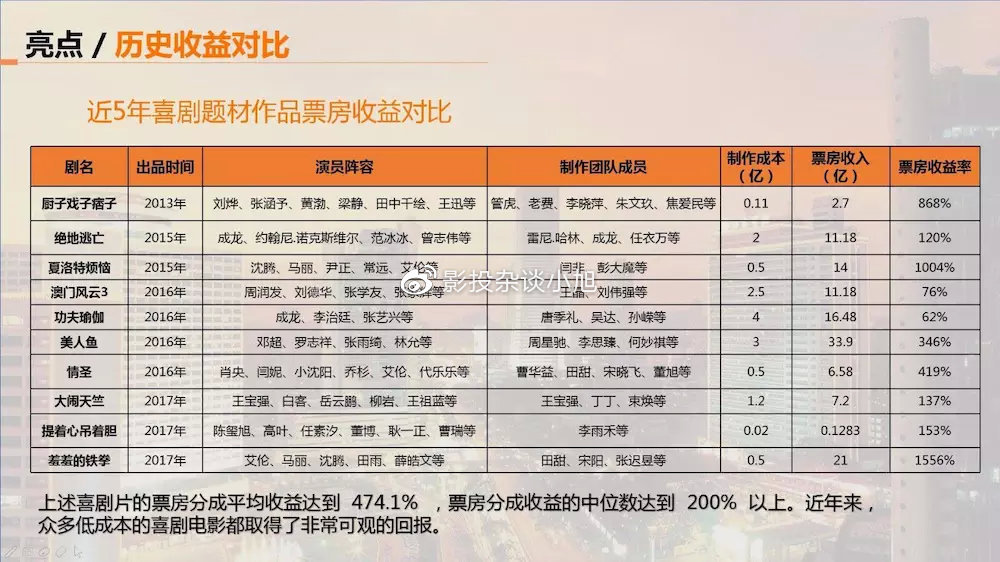 亮点 / 历史收益对比
近5年喜剧题材作品票房收益对比
剧名 出品时间 演员阵容 制作团队成员 制作成本（亿） 票房收入（亿） 票房收益率
厨子戏子痞子 2013年 刘烨、张涵予、黄渤、梁静、田中千绘、王迅等 管虎、老费、李晓萍、朱文玖、焦爱民等 0.11 2.7 868%
绝地逃亡 2015年 成龙、约翰尼.诺克斯维尔、范冰冰、曾志伟等 雷尼.哈林、成龙、任衣万等 2 11.18 120%
夏洛特烦恼 2015年 沈腾、马丽、尹正、常远、艾伦等 闫非、彭大魔等 0.5 14 1004%
澳门风云3 2016年 周润发、刘德华、张学友、张家辉等 王晶、刘伟强等 2.5 11.18 76%
功夫瑜伽 2016年 成龙、李治廷、张艺兴等 唐季礼、吴达、孙嵘等 4 16.48 62%
美人鱼 2016年 邓超、罗志祥、张雨绮、林允等 周星驰、李思臻、何妙祺等 3 33.9 346%
情圣 2016年 肖央、闫妮、小沈阳、乔杉、艾伦、代乐乐等 曹华益、田甜、宋晓飞、董旭等 0.5 6.58 419%
大闹天竺 2017年 王宝强、白客、岳云鹏、柳岩、王祖蓝等 王宝强、丁丁、束焕等 1.2 7.2 137%
提着心吊着胆 2017年 陈玺旭、高叶、任素汐、董博、耿一正、曹瑞等 李雨禾等 0.02 0.1283 153%
羞羞的铁拳 2017年 艾伦、马丽、沈腾、田雨、薛皓文等 田甜、宋阳、张迟昱等 0.5 21 1556%
@影投杂谈小旭
上述喜剧片的票房分成平均收益达到 474.1% ，票房分成收益的中位数达到 200% 以上。近年来，
众多低成本的喜剧电影都取得了非常可观的回报。